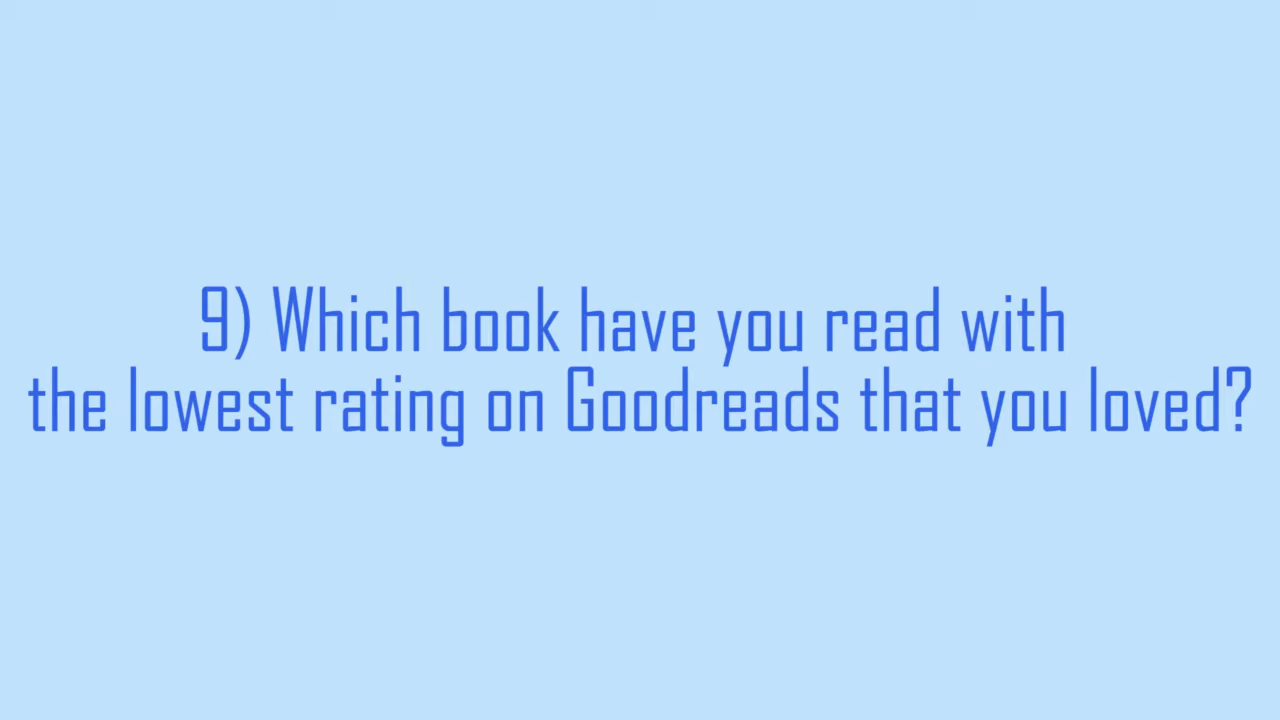 9) Which book have you read with
the lowest rating on Goodreads that you loved?